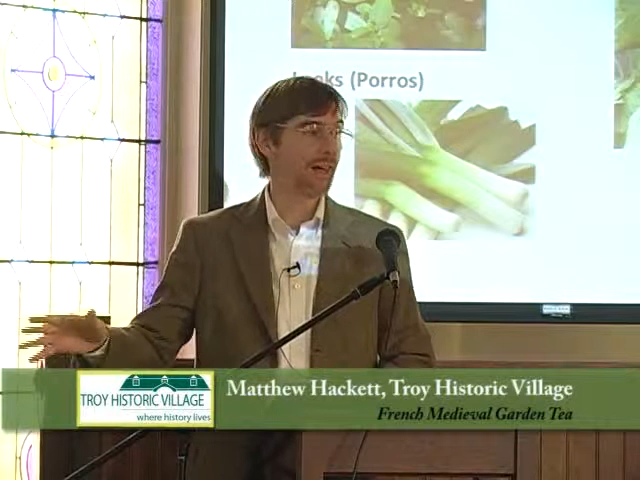 Leeks (Porros)
Matthew Hackett, Troy Historic Village
TROY HISTORIC VILLAGE
where history lives
French Medieval Garden Tea